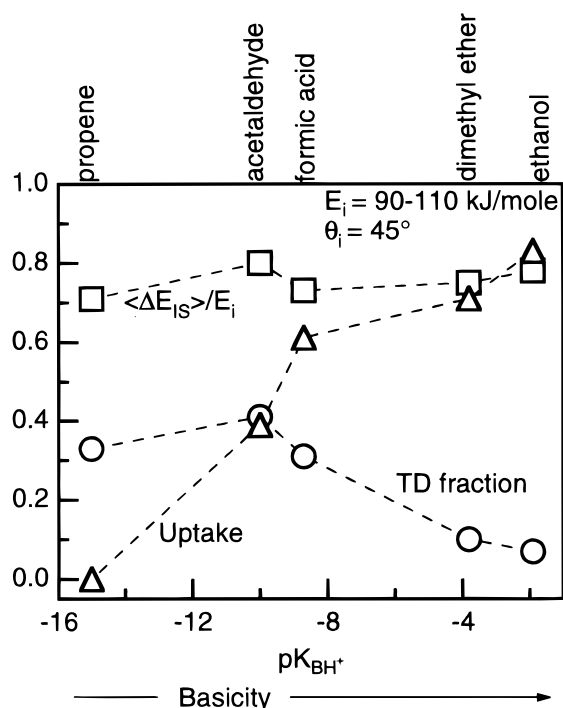 propene
acetaldehyde
formic acid
dimethyl ether
ethanol
1.0
Eᵢ = 90-110 kJ/mole
θᵢ = 45°
0.8
<ΔE_IS>/Eᵢ
0.6
0.4
TD fraction
0.2
Uptake
0.0
-16 -12 -8 -4
pK_BH⁺
Basicity